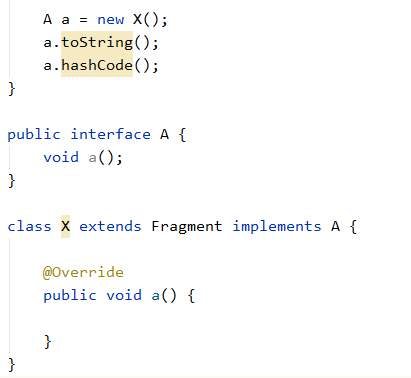 A a = new X();
a.toString();
a.hashCode();
}
public interface A {
void a();
}
class X extends Fragment implements A {
@Override
public void a() {
}
}